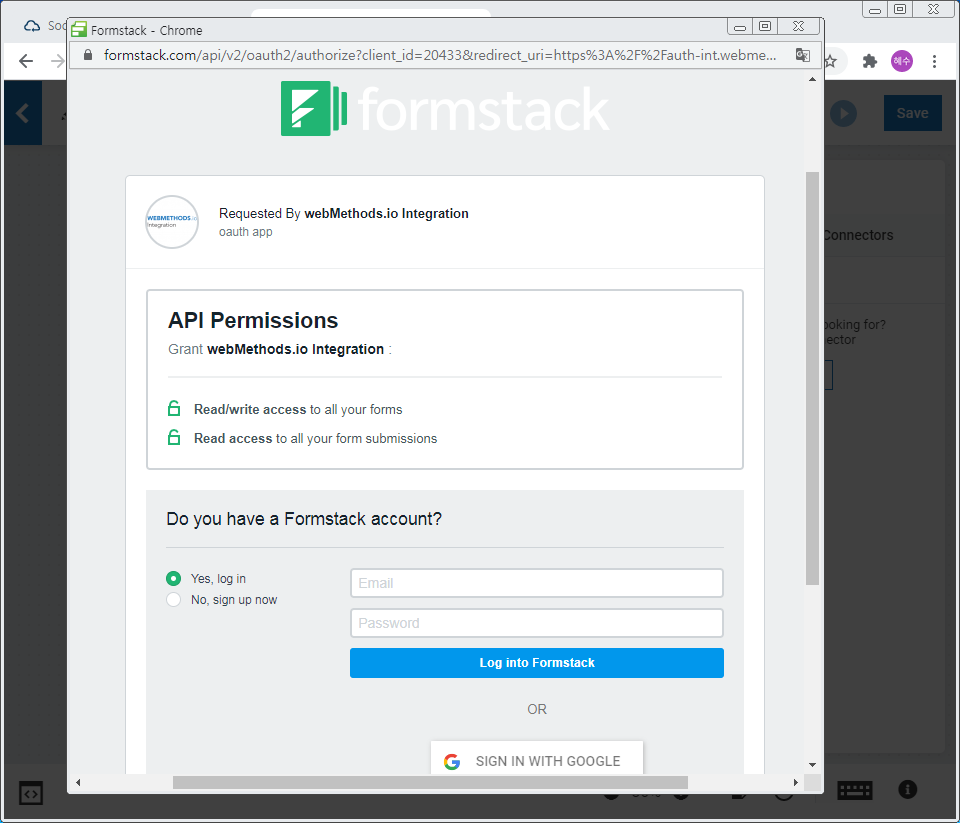 Formstack - Chrome
formstack.com/api/v2/oauth2/authorize?client_id=20433&redirect_uri=https%3A%2F%2Fauth-int.webme...
혜수
formstack
Save
WEBMETHODS.io
Integration
Requested By webMethods.io Integration
oauth app
Connectors
API Permissions
Grant webMethods.io Integration :
ooking for?
ector
Read/write access to all your forms
Read access to all your form submissions
Do you have a Formstack account?
Yes, log in
No, sign up now
Email
Password
Log into Formstack
OR
SIGN IN WITH GOOGLE